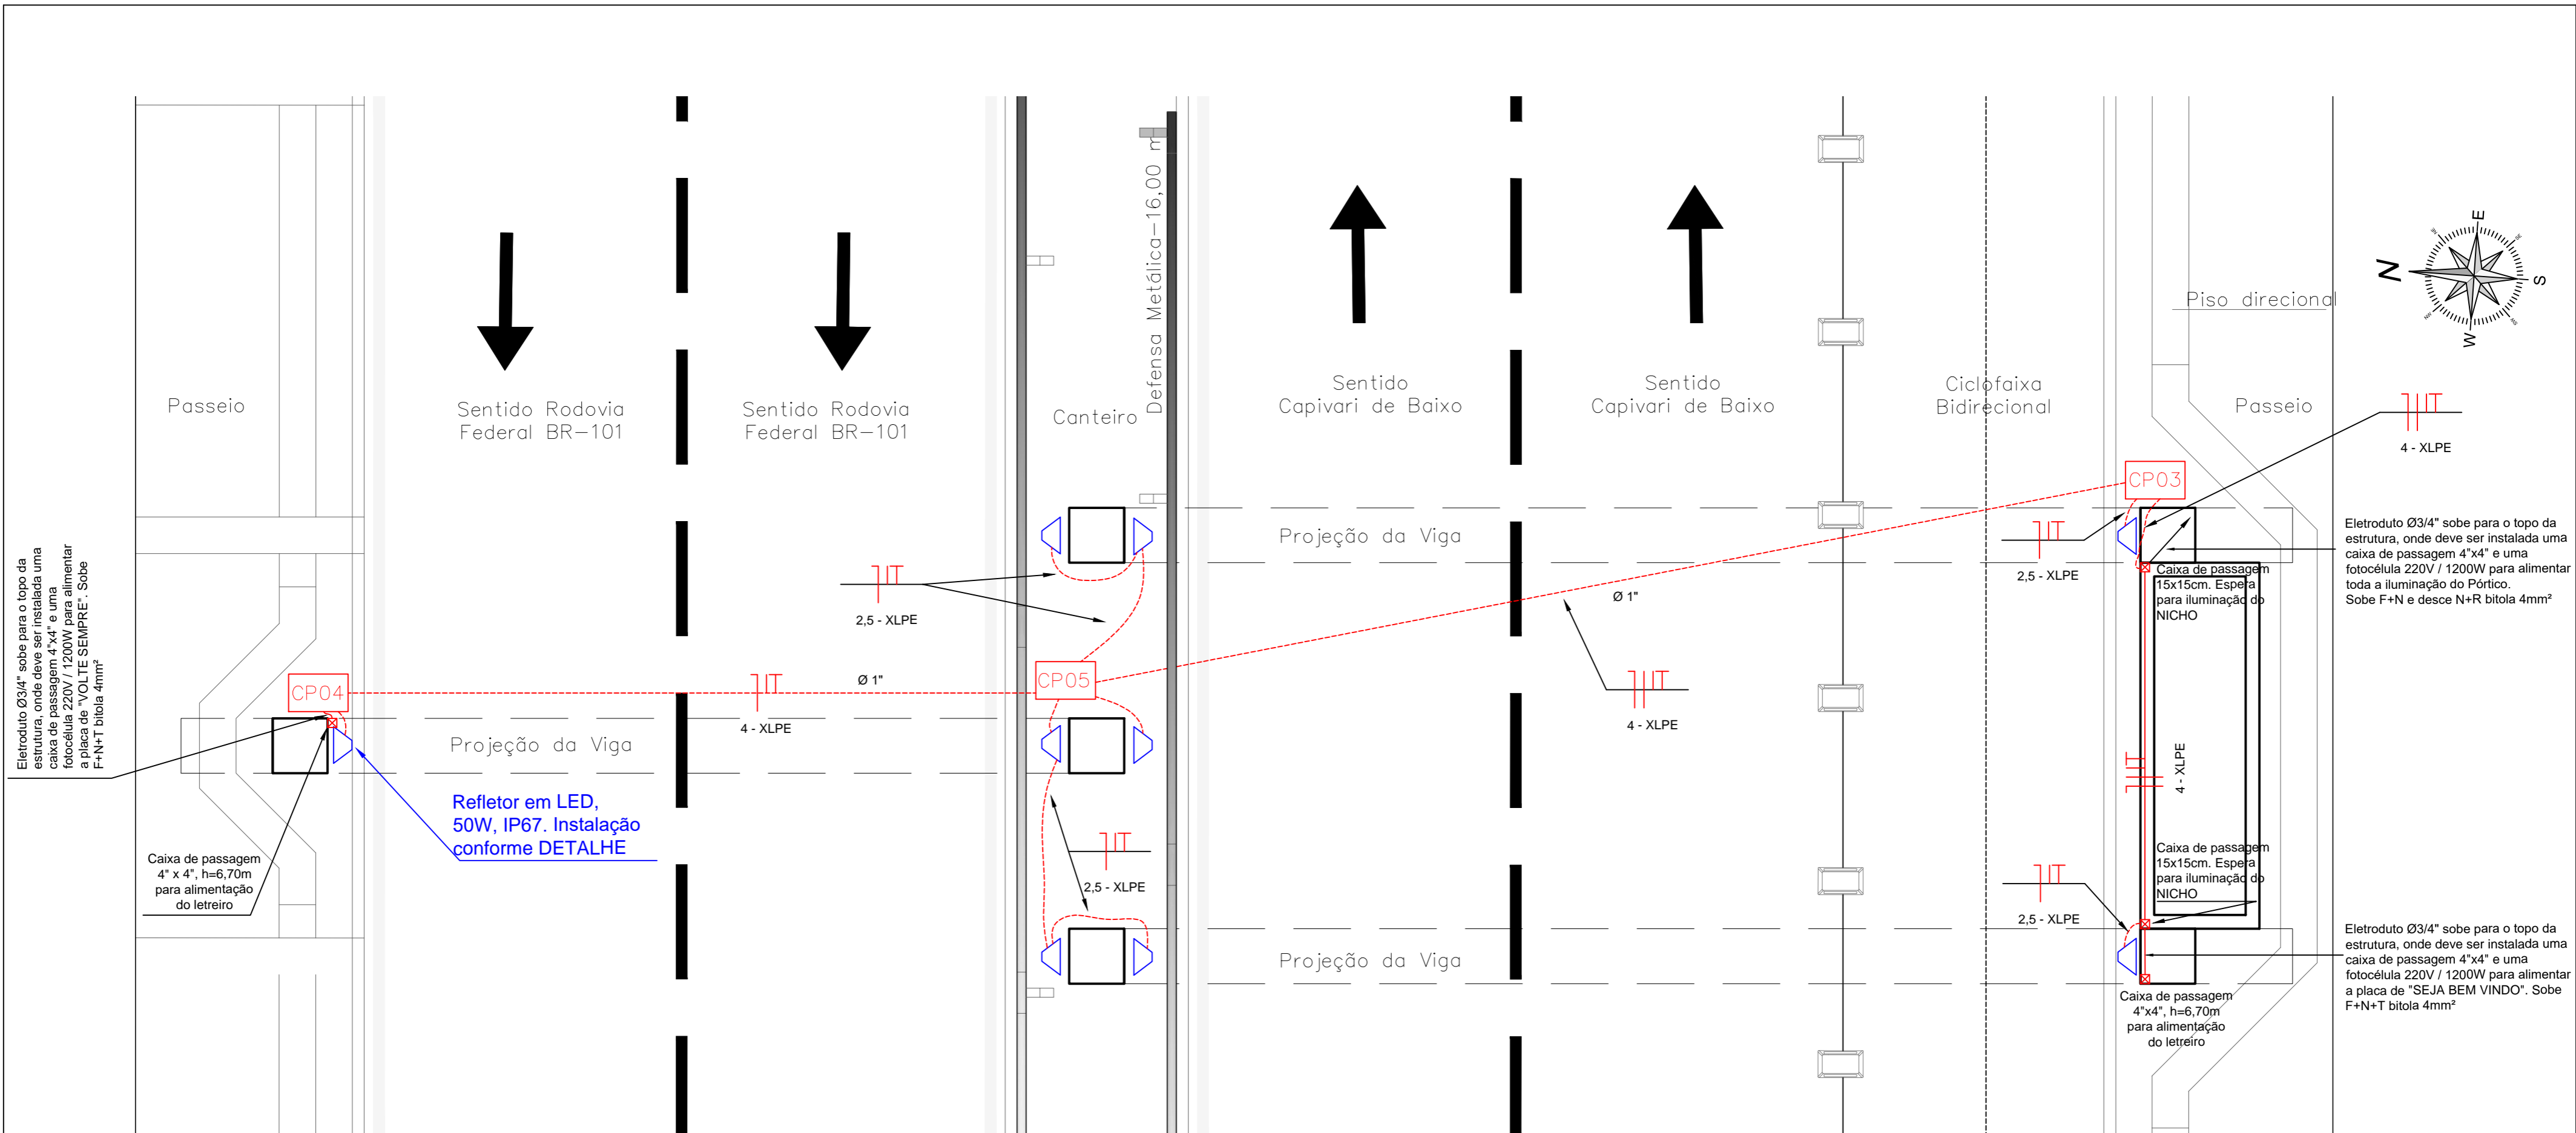 Eletroduto Ø3/4" sobe para o topo da
estrutura, onde deve ser instalada uma
caixa de passagem 4"x4" e uma
fotocélula 220V / 1200W para alimentar
a placa de "VOLTE SEMPRE". Sobe
F+N+T bitola 4mm²
Passeio
Sentido Rodovia
Federal BR-101
Sentido Rodovia
Federal BR-101
Canteiro
Defensa Metálica-16,00 m
Sentido
Capivari de Baixo
Sentido
Capivari de Baixo
Ciclofaixa
Bidirecional
Passeio
Piso direcional
N
E
S
W
4 - XLPE
CP03
Projeção da Viga
2,5 - XLPE
2,5 - XLPE
Ø 1"
4 - XLPE
Caixa de passagem
15x15cm. Espera
para iluminação do
NICHO
Eletroduto Ø3/4" sobe para o topo da
estrutura, onde deve ser instalada uma
caixa de passagem 4"x4" e uma
fotocélula 220V / 1200W para alimentar
toda a iluminação do Pórtico.
Sobe F+N e desce N+R bitola 4mm²
CP04
Ø 1"
4 - XLPE
CP05
Projeção da Viga
Refletor em LED,
50W, IP67. Instalação
conforme DETALHE
Caixa de passagem
4" x 4", h=6,70m
para alimentação
do letreiro
2,5 - XLPE
4 - XLPE
Caixa de passagem
15x15cm. Espera
para iluminação do
NICHO
2,5 - XLPE
Projeção da Viga
Caixa de passagem
4"x4", h=6,70m
para alimentação
do letreiro
Eletroduto Ø3/4" sobe para o topo da
estrutura, onde deve ser instalada uma
caixa de passagem 4"x4" e uma
fotocélula 220V / 1200W para alimentar
a placa de "SEJA BEM VINDO". Sobe
F+N+T bitola 4mm²